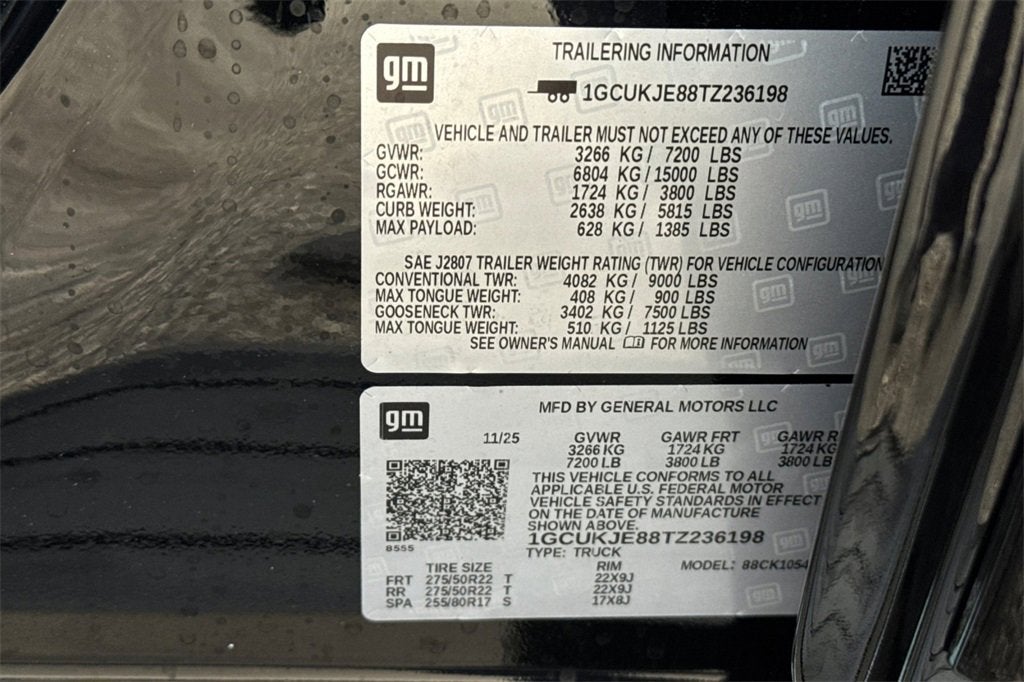 gm
TRAILERING INFORMATION
1GCUKJE88TZ236198
VEHICLE AND TRAILER MUST NOT EXCEED ANY OF THESE VALUES.
GVWR: 3266 KG / 7200 LBS
GCWR: 6804 KG / 15000 LBS
RGAWR: 1724 KG / 3800 LBS
CURB WEIGHT: 2638 KG / 5815 LBS
MAX PAYLOAD: 628 KG / 1385 LBS
SAE J2807 TRAILER WEIGHT RATING (TWR) FOR VEHICLE CONFIGURATION
CONVENTIONAL TWR: 4082 KG / 9000 LBS
MAX TONGUE WEIGHT: 408 KG / 900 LBS
GOOSENECK TWR: 3402 KG / 7500 LBS
MAX TONGUE WEIGHT: 510 KG / 1125 LBS
SEE OWNER'S MANUAL FOR MORE INFORMATION
gm
MFD BY GENERAL MOTORS LLC
11/25 GVWR GAWR FRT GAWR R
3266 KG 1724 KG 1724 KG
7200 LB 3800 LB 3800 LB
THIS VEHICLE CONFORMS TO ALL
APPLICABLE U.S. FEDERAL MOTOR
VEHICLE SAFETY STANDARDS IN EFFECT
ON THE DATE OF MANUFACTURE
SHOWN ABOVE.
1GCUKJE88TZ236198
8555
TYPE: TRUCK
MODEL: 88CK1054
TIRE SIZE RIM
FRT 275/50R22 T 22X9J
RR 275/50R22 T 22X9J
SPA 255/80R17 S 17X8J